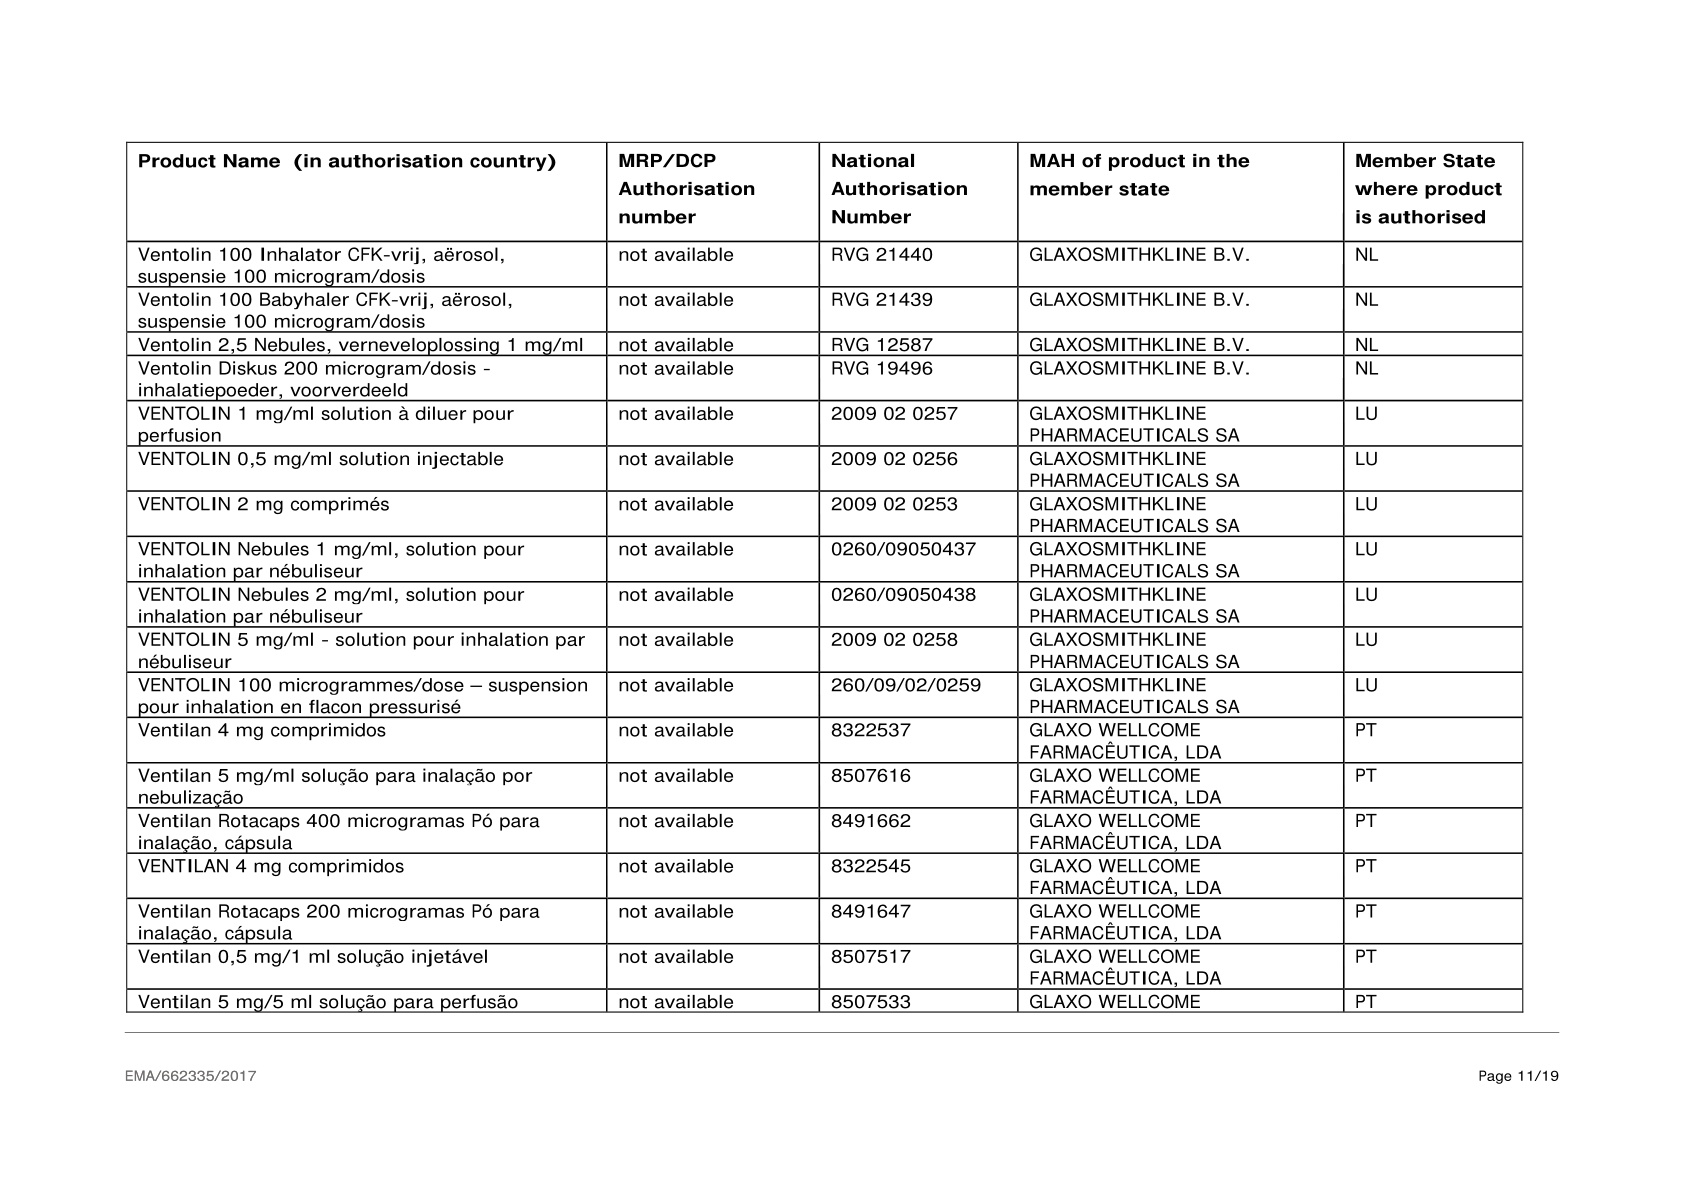 Product Name  (in authorisation country)
MRP/DCP
Authorisation
number
National
Authorisation
Number
MAH of product in the
member state
Member State
where product
is authorised
Ventolin 100 Inhalator CFK-vrij, aërosol,
suspensie 100 microgram/dosis
not available
RVG 21440
GLAXOSMITHKLINE B.V.
NL
Ventolin 100 Babyhaler CFK-vrij, aërosol,
suspensie 100 microgram/dosis
not available
RVG 21439
GLAXOSMITHKLINE B.V.
NL
Ventolin 2,5 Nebules, verneveloplossing 1 mg/ml
not available
RVG 12587
GLAXOSMITHKLINE B.V.
NL
Ventolin Diskus 200 microgram/dosis -
inhalatiepoeder, voorverdeeld
not available
RVG 19496
GLAXOSMITHKLINE B.V.
NL
VENTOLIN 1 mg/ml solution à diluer pour
perfusion
not available
2009 02 0257
GLAXOSMITHKLINE
PHARMACEUTICALS SA
LU
VENTOLIN 0,5 mg/ml solution injectable
not available
2009 02 0256
GLAXOSMITHKLINE
PHARMACEUTICALS SA
LU
VENTOLIN 2 mg comprimés
not available
2009 02 0253
GLAXOSMITHKLINE
PHARMACEUTICALS SA
LU
VENTOLIN Nebules 1 mg/ml, solution pour
inhalation par nébuliseur
not available
0260/09050437
GLAXOSMITHKLINE
PHARMACEUTICALS SA
LU
VENTOLIN Nebules 2 mg/ml, solution pour
inhalation par nébuliseur
not available
0260/09050438
GLAXOSMITHKLINE
PHARMACEUTICALS SA
LU
VENTOLIN 5 mg/ml - solution pour inhalation par
nébuliseur
not available
2009 02 0258
GLAXOSMITHKLINE
PHARMACEUTICALS SA
LU
VENTOLIN 100 microgrammes/dose – suspension
pour inhalation en flacon pressurisé
not available
260/09/02/0259
GLAXOSMITHKLINE
PHARMACEUTICALS SA
LU
Ventilan 4 mg comprimidos
not available
8322537
GLAXO WELLCOME
FARMACÊUTICA, LDA
PT
Ventilan 5 mg/ml solução para inalação por
nebulização
not available
8507616
GLAXO WELLCOME
FARMACÊUTICA, LDA
PT
Ventilan Rotacaps 400 microgramas Pó para
inalação, cápsula
not available
8491662
GLAXO WELLCOME
FARMACÊUTICA, LDA
PT
VENTILAN 4 mg comprimidos
not available
8322545
GLAXO WELLCOME
FARMACÊUTICA, LDA
PT
Ventilan Rotacaps 200 microgramas Pó para
inalação, cápsula
not available
8491647
GLAXO WELLCOME
FARMACÊUTICA, LDA
PT
Ventilan 0,5 mg/1 ml solução injetável
not available
8507517
GLAXO WELLCOME
FARMACÊUTICA, LDA
PT
Ventilan 5 mg/5 ml solução para perfusão
not available
8507533
GLAXO WELLCOME
PT
EMA/662335/2017
Page 11/19